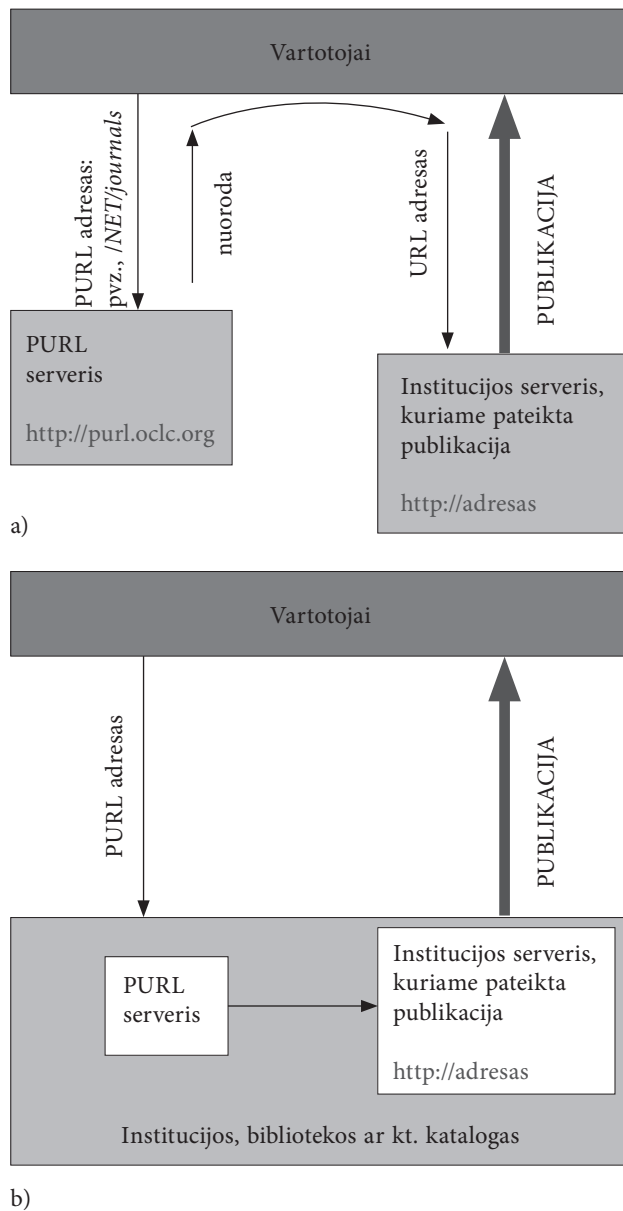 Vartotojai
PURL adresas:
pvz., /NET/journals
nuoroda
URL adresas
PUBLIKACIJA
PURL
serveris
http://purl.oclc.org
Institucijos serveris,
kuriame pateikta
publikacija
http://adresas
a)
Vartotojai
PURL adresas
PUBLIKACIJA
PURL
serveris
Institucijos serveris,
kuriame pateikta
publikacija
http://adresas
Institucijos, bibliotekos ar kt. katalogas
b)